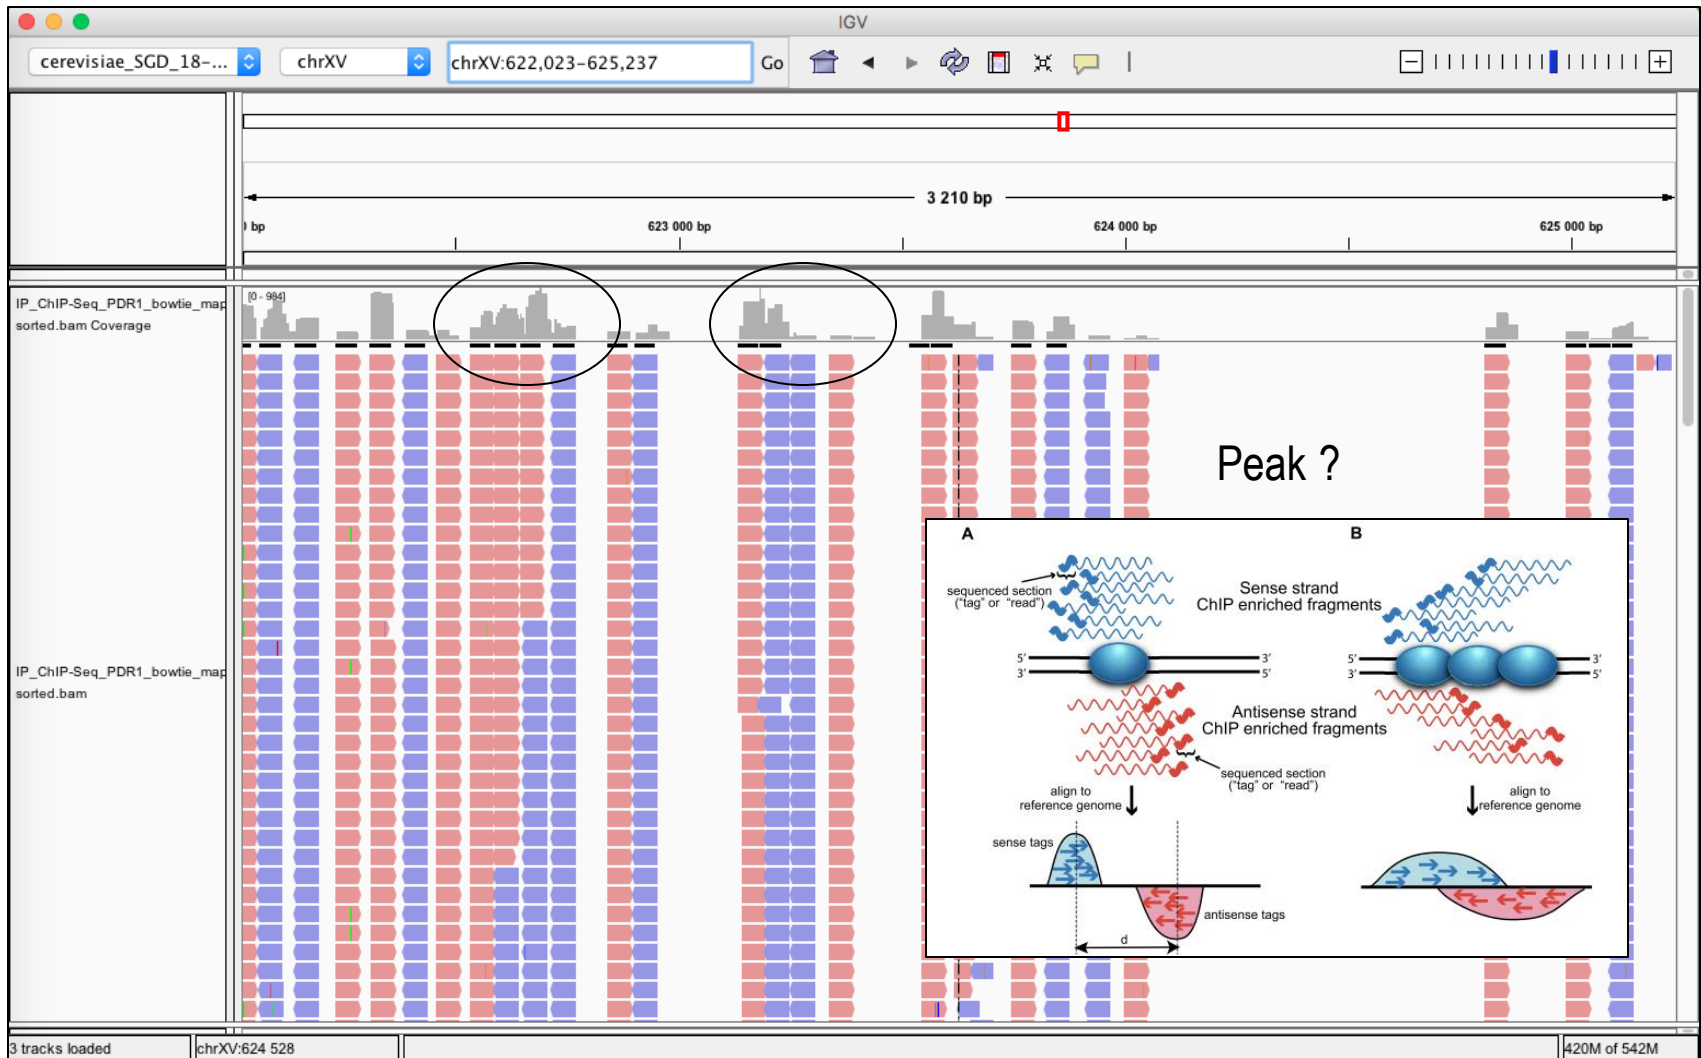 IGV
cerevisiae_SGD_18-...
chrXV
chrXV:622,023-625,237
Go
3 210 bp
bp
623 000 bp
624 000 bp
625 000 bp
IP_ChIP-Seq_PDR1_bowtie_map
sorted.bam Coverage
[0 - 984]
Peak ?
IP_ChIP-Seq_PDR1_bowtie_map
sorted.bam
A
B
sequenced section
("tag" or "read")
Sense strand
ChIP enriched fragments
5′
3′
3′
5′
5′
3′
3′
5′
Antisense strand
ChIP enriched fragments
sequenced section
("tag" or "read")
align to
reference genome
align to
reference genome
sense tags
antisense tags
d
3 tracks loaded
chrXV:624 528
420M of 542M